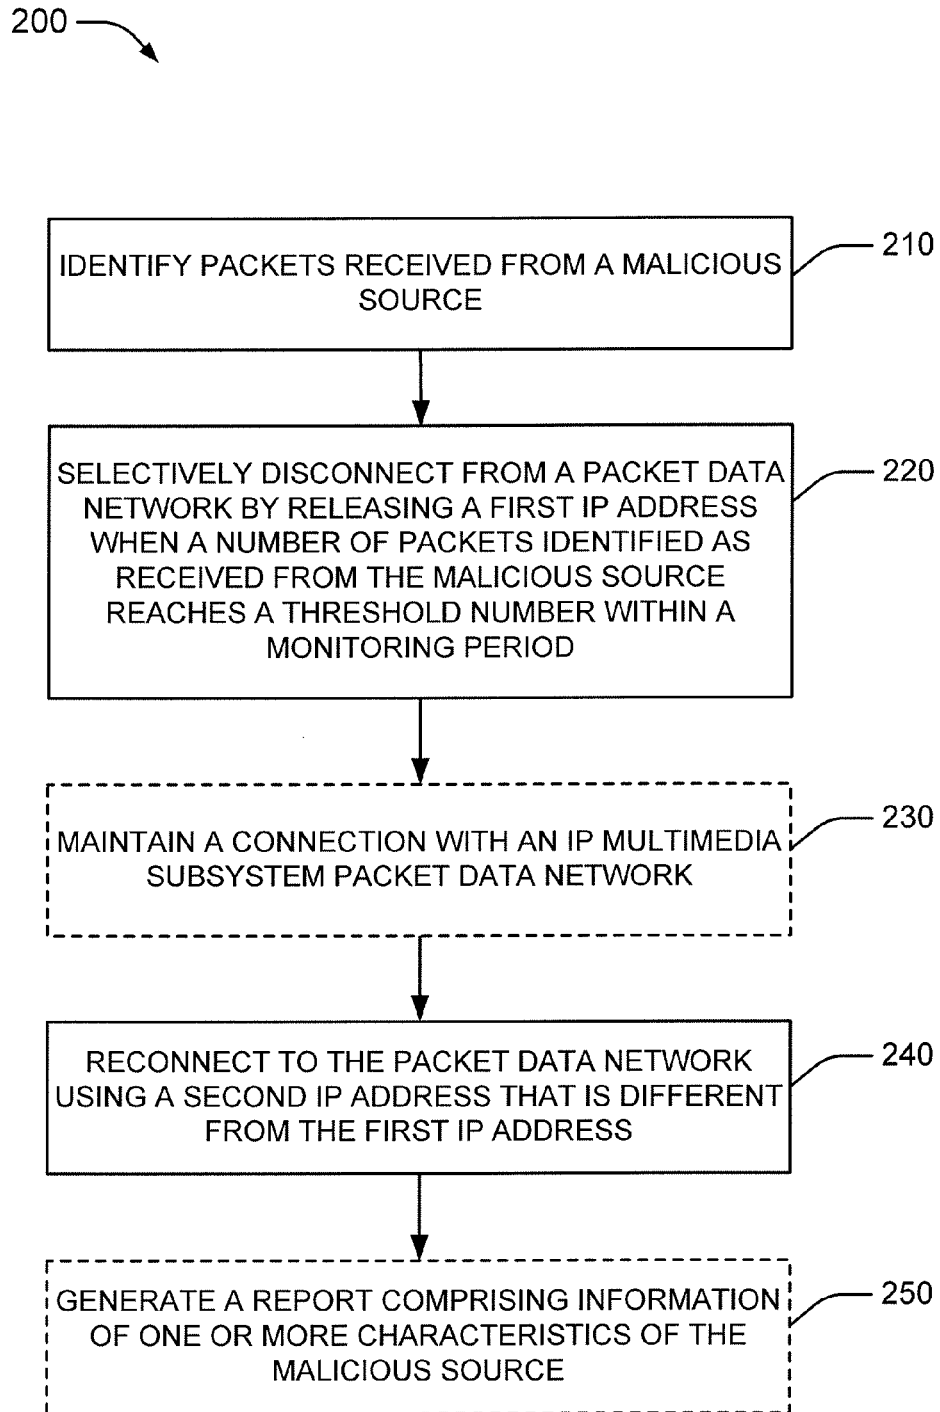 200
210
IDENTIFY PACKETS RECEIVED FROM A MALICIOUS
SOURCE
220
SELECTIVELY DISCONNECT FROM A PACKET DATA
NETWORK BY RELEASING A FIRST IP ADDRESS
WHEN A NUMBER OF PACKETS IDENTIFIED AS
RECEIVED FROM THE MALICIOUS SOURCE
REACHES A THRESHOLD NUMBER WITHIN A
MONITORING PERIOD
230
MAINTAIN A CONNECTION WITH AN IP MULTIMEDIA
SUBSYSTEM PACKET DATA NETWORK
240
RECONNECT TO THE PACKET DATA NETWORK
USING A SECOND IP ADDRESS THAT IS DIFFERENT
FROM THE FIRST IP ADDRESS
250
GENERATE A REPORT COMPRISING INFORMATION
OF ONE OR MORE CHARACTERISTICS OF THE
MALICIOUS SOURCE